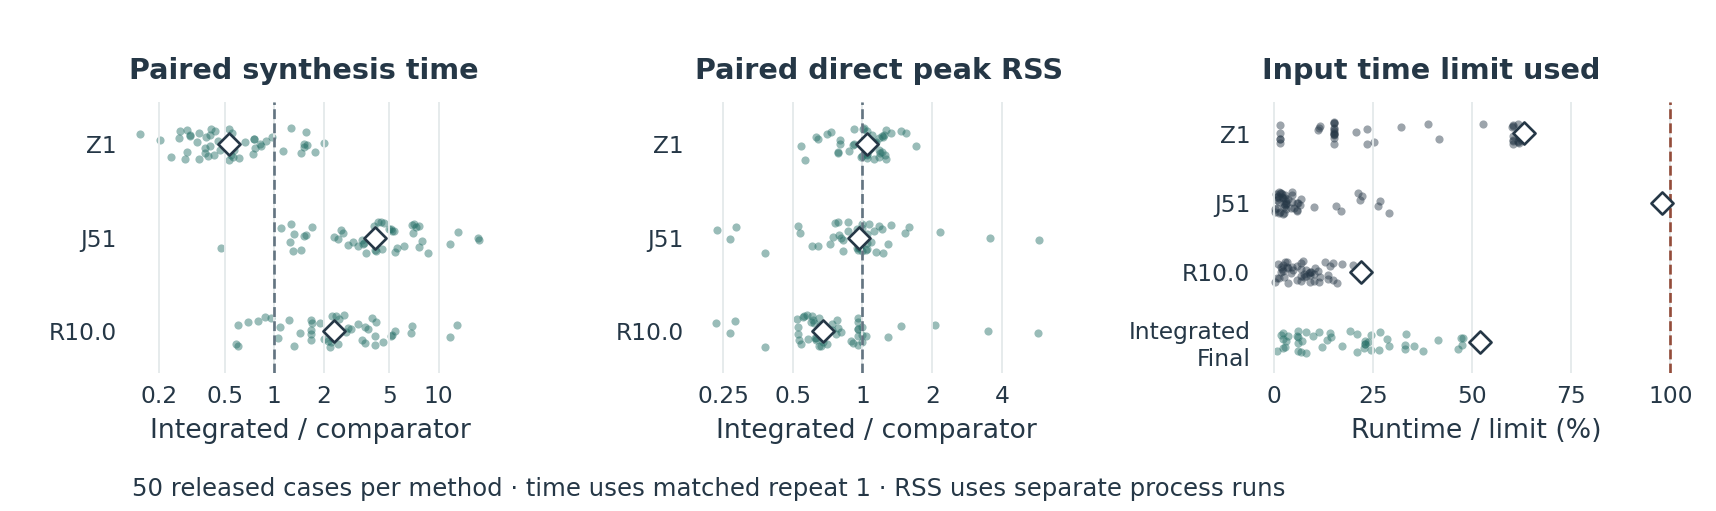 Paired synthesis time
Z1
J51
R10.0
0.2 0.5 1 2 5 10
Integrated / comparator
Paired direct peak RSS
Z1
J51
R10.0
0.25 0.5 1 2 4
Integrated / comparator
Input time limit used
Z1
J51
R10.0
Integrated
Final
0 25 50 75 100
Runtime / limit (%)
50 released cases per method · time uses matched repeat 1 · RSS uses separate process runs